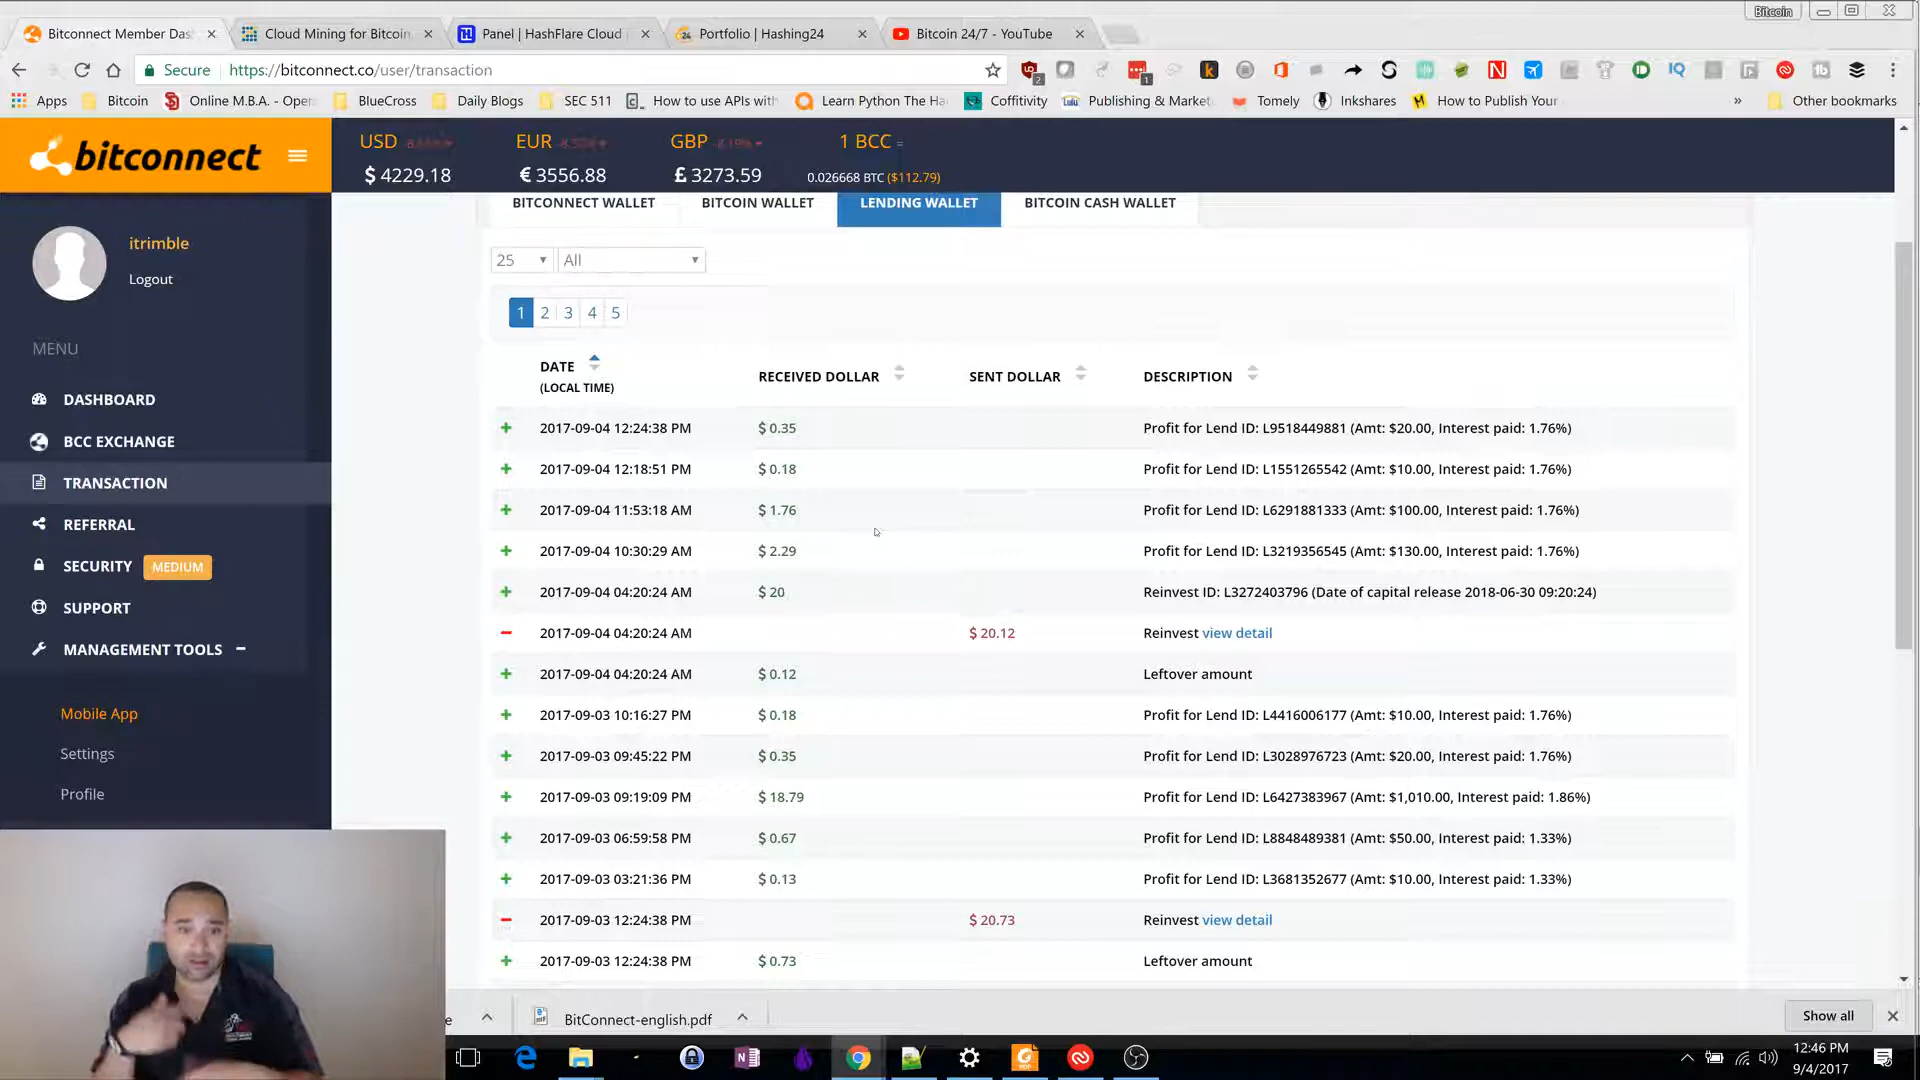 Bitcoin
Bitconnect Member Das
Cloud Mining for Bitcoin
Panel | HashFlare Cloud
Portfolio | Hashing24
Bitcoin 24/7 - YouTube
Secure
https://bitconnect.co/user/transaction
Apps
Bitcoin
Online M.B.A. - Open
BlueCross
Daily Blogs
SEC 511
How to use APIs with
Learn Python The Ha
Coffitivity
Publishing & Market
Tomely
Inkshares
How to Publish Your
Other bookmarks
bitconnect
USD
$ 4229.18
EUR
€ 3556.88
GBP -8.19%
£ 3273.59
1 BCC =
0.026668 BTC ($112.79)
itrimble
Logout
MENU
DASHBOARD
BCC EXCHANGE
TRANSACTION
REFERRAL
SECURITY MEDIUM
SUPPORT
MANAGEMENT TOOLS
Mobile App
Settings
Profile
BITCONNECT WALLET
BITCOIN WALLET
LENDING WALLET
BITCOIN CASH WALLET
25 All
1 2 3 4 5
DATE (LOCAL TIME) RECEIVED DOLLAR SENT DOLLAR DESCRIPTION
+ 2017-09-04 12:24:38 PM $ 0.35 Profit for Lend ID: L9518449881 (Amt: $20.00, Interest paid: 1.76%)
+ 2017-09-04 12:18:51 PM $ 0.18 Profit for Lend ID: L1551265542 (Amt: $10.00, Interest paid: 1.76%)
+ 2017-09-04 11:53:18 AM $ 1.76 Profit for Lend ID: L6291881333 (Amt: $100.00, Interest paid: 1.76%)
+ 2017-09-04 10:30:29 AM $ 2.29 Profit for Lend ID: L3219356545 (Amt: $130.00, Interest paid: 1.76%)
+ 2017-09-04 04:20:24 AM $ 20 Reinvest ID: L3272403796 (Date of capital release 2018-06-30 09:20:24)
- 2017-09-04 04:20:24 AM $ 20.12 Reinvest view detail
+ 2017-09-04 04:20:24 AM $ 0.12 Leftover amount
+ 2017-09-03 10:16:27 PM $ 0.18 Profit for Lend ID: L4416006177 (Amt: $10.00, Interest paid: 1.76%)
+ 2017-09-03 09:45:22 PM $ 0.35 Profit for Lend ID: L3028976723 (Amt: $20.00, Interest paid: 1.76%)
+ 2017-09-03 09:19:09 PM $ 18.79 Profit for Lend ID: L6427383967 (Amt: $1,010.00, Interest paid: 1.86%)
+ 2017-09-03 06:59:58 PM $ 0.67 Profit for Lend ID: L8848489381 (Amt: $50.00, Interest paid: 1.33%)
+ 2017-09-03 03:21:36 PM $ 0.13 Profit for Lend ID: L3681352677 (Amt: $10.00, Interest paid: 1.33%)
- 2017-09-03 12:24:38 PM $ 20.73 Reinvest view detail
+ 2017-09-03 12:24:38 PM $ 0.73 Leftover amount
e
BitConnect-english.pdf
Show all
12:46 PM
9/4/2017